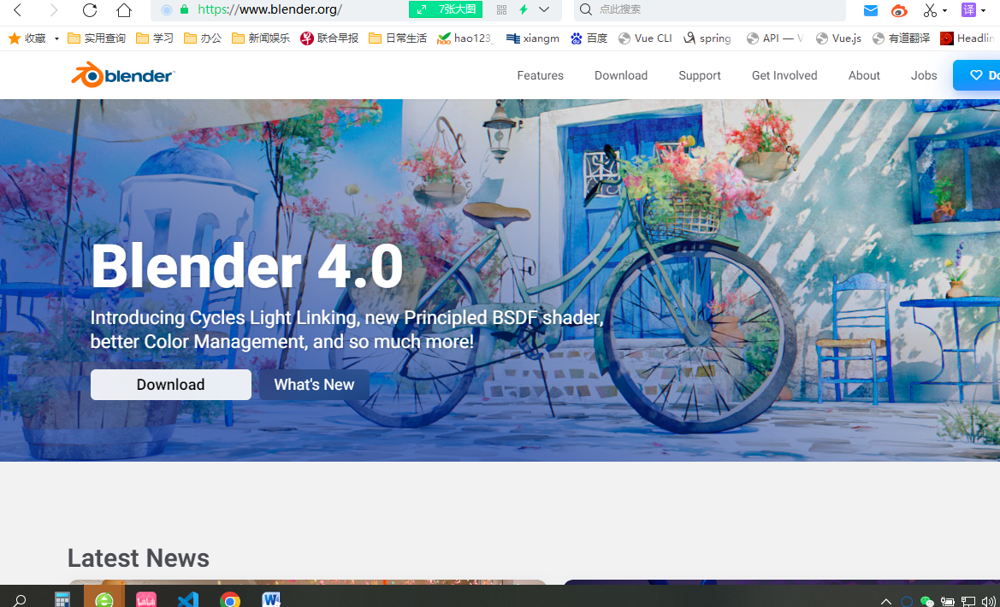 https://www.blender.org/
7张大图
点此搜索
译
收藏
实用查询
学习
办公
新闻娱乐
联合早报
日常生活
hao123_
xiangm
百度
Vue CLI
spring
API — V
Vue.js
有道翻译
Headlin
blender
Features
Download
Support
Get Involved
About
Jobs
Do
Blender 4.0
Introducing Cycles Light Linking, new Principled BSDF shader,
better Color Management, and so much more!
Download
What's New
Latest News